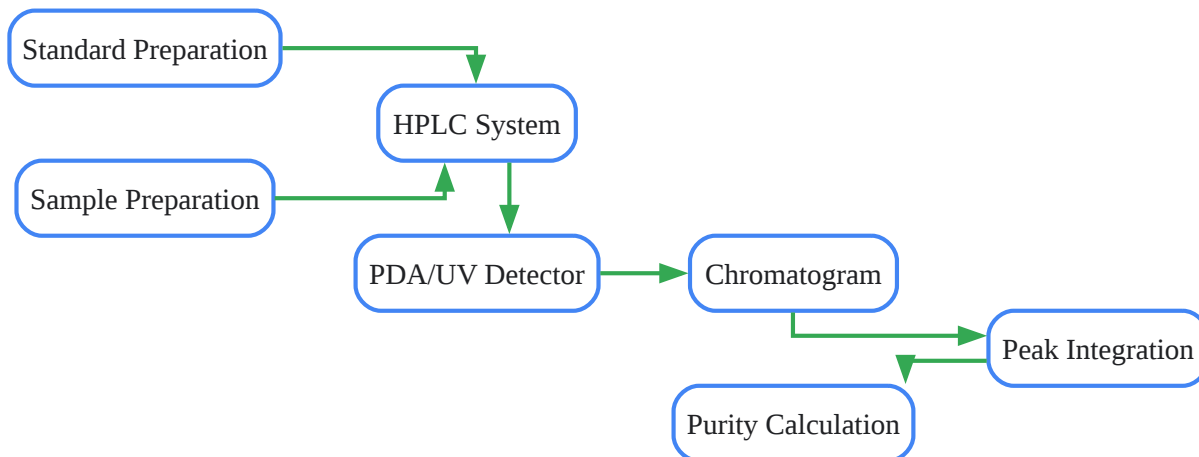 Standard Preparation
HPLC System
Sample Preparation
PDA/UV Detector
Chromatogram
Peak Integration
Purity Calculation